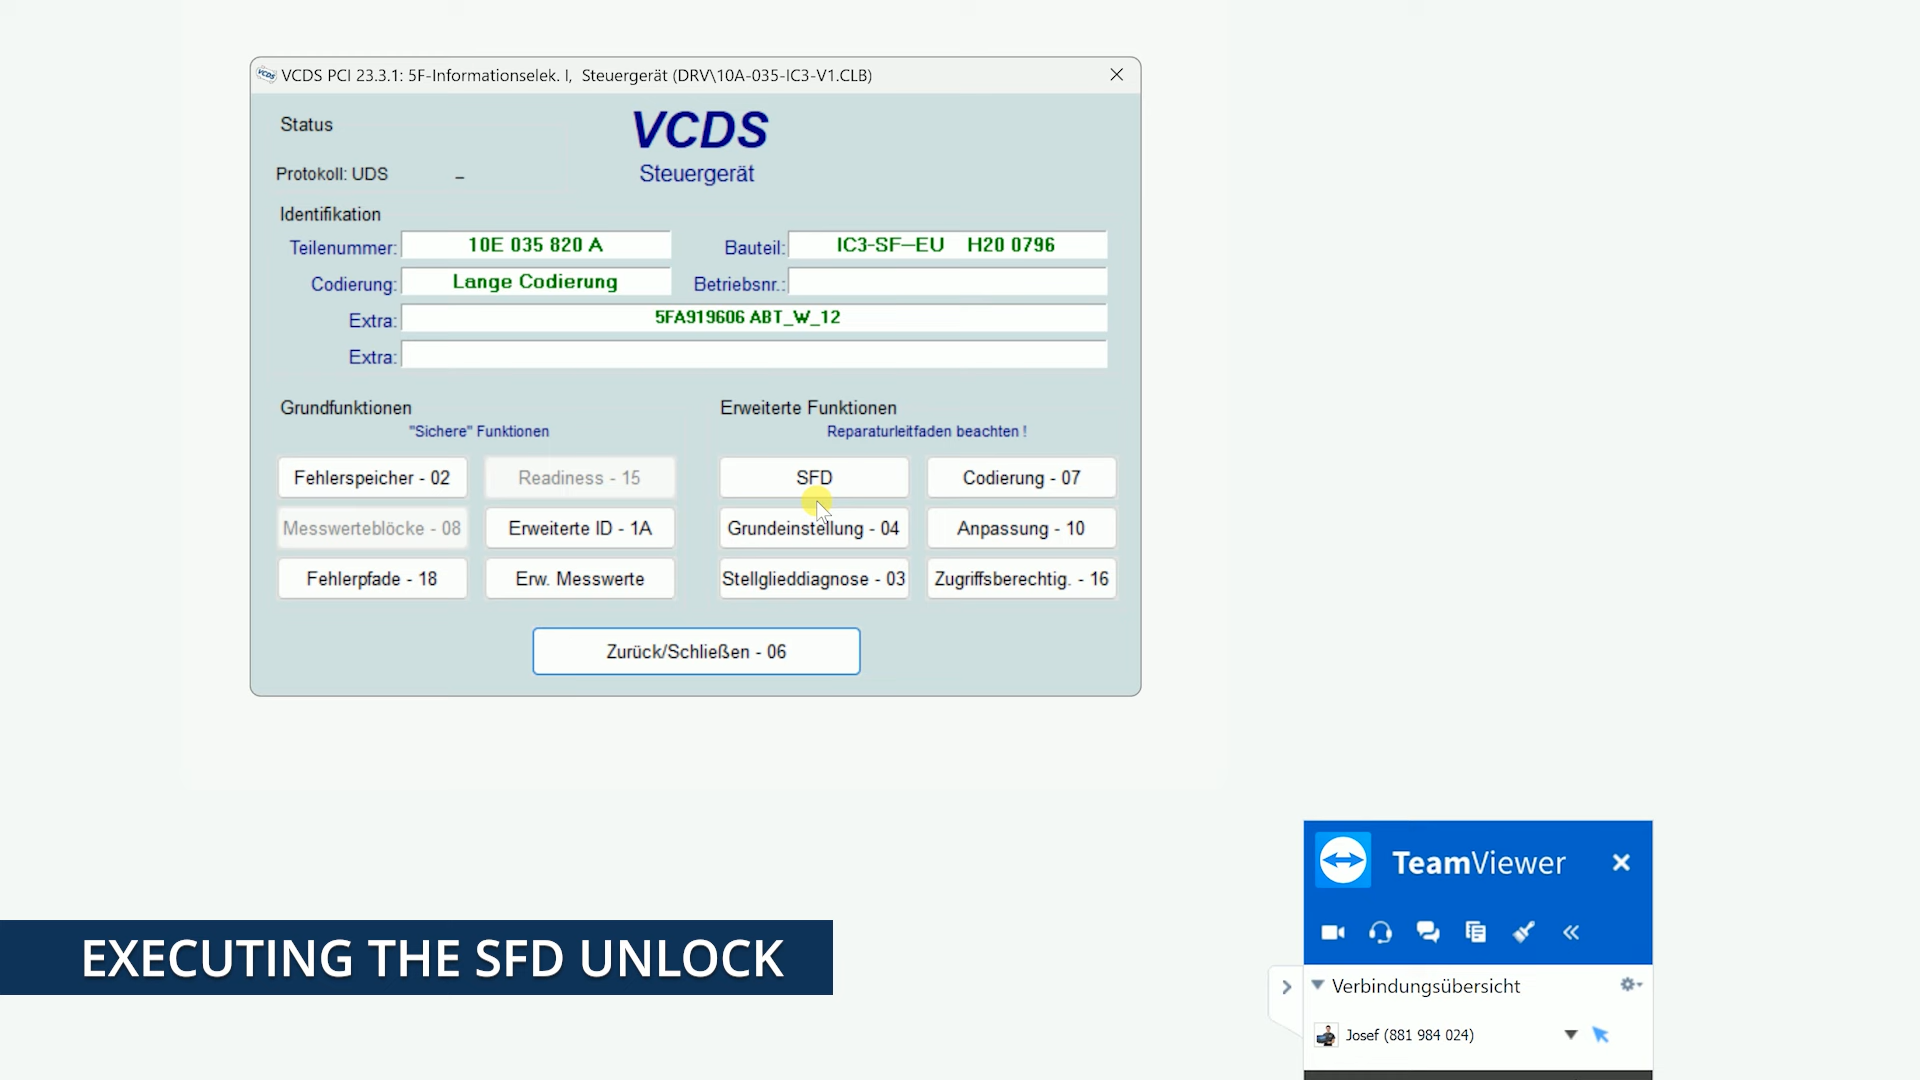 VCDS PCI 23.3.1: 5F-Informationselek. I,  Steuergerät (DRV\10A-035-IC3-V1.CLB)
Status
VCDS
Protokoll: UDS –
Steuergerät
Identifikation
Teilenummer: 10E 035 820 A Bauteil: IC3-SF–EU H20 0796
Codierung: Lange Codierung Betriebsnr.:
Extra: 5FA919606 ABT_W_12
Extra:
Grundfunktionen Erweiterte Funktionen
"Sichere" Funktionen Reparaturleitfaden beachten !
Fehlerspeicher - 02 Readiness - 15 SFD Codierung - 07
Messwerteblöcke - 08 Erweiterte ID - 1A Grundeinstellung - 04 Anpassung - 10
Fehlerpfade - 18 Erw. Messwerte Stellglieddiagnose - 03 Zugriffsberechtig. - 16
Zurück/Schließen - 06
TeamViewer
EXECUTING THE SFD UNLOCK
Verbindungsübersicht
Josef (881 984 024)